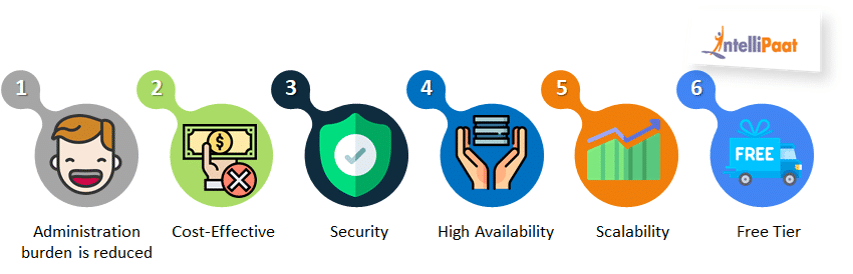 IntelliPaat
1
2
3
4
5
6
$
FREE
Administration
burden is reduced
Cost-Effective
Security
High Availability
Scalability
Free Tier